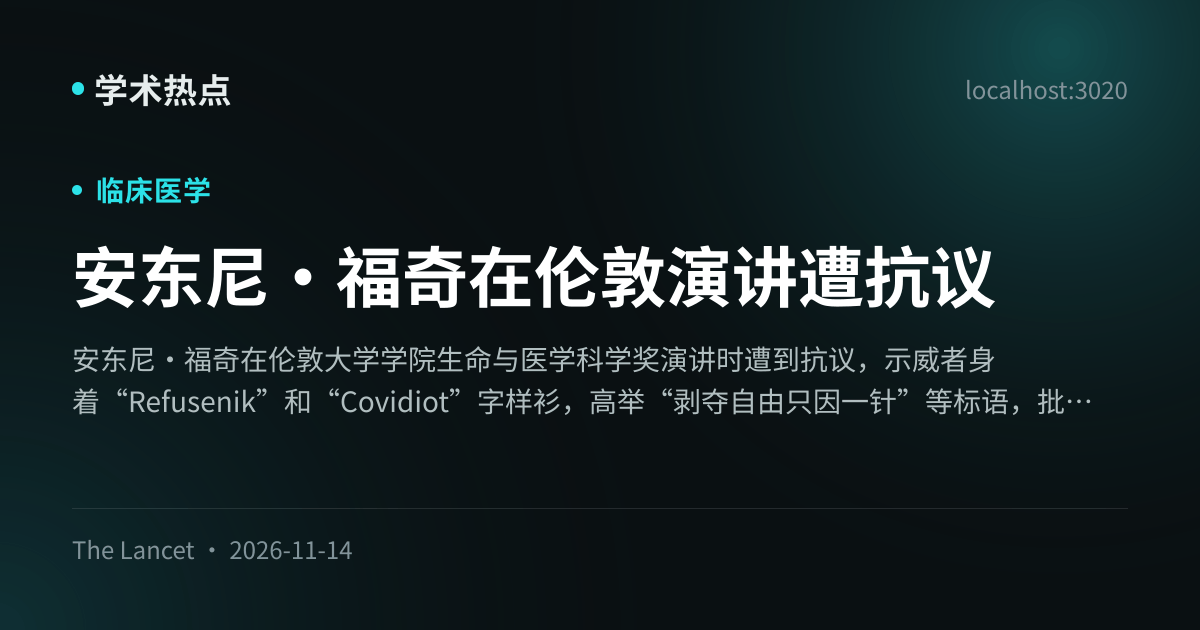 学术热点
localhost:3020
临床医学
安东尼·福奇在伦敦演讲遭抗议
安东尼·福奇在伦敦大学学院生命与医学科学奖演讲时遭到抗议，示威者身
着“Refusenik”和“Covidiot”字样衫，高举“剥夺自由只因一针”等标语，批…
The Lancet · 2026-11-14